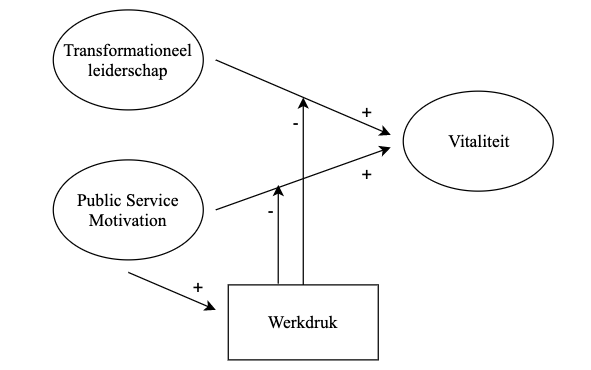 Transformationeel
leiderschap
+
-
Vitaliteit
Public Service
Motivation
+
-
+
Werkdruk